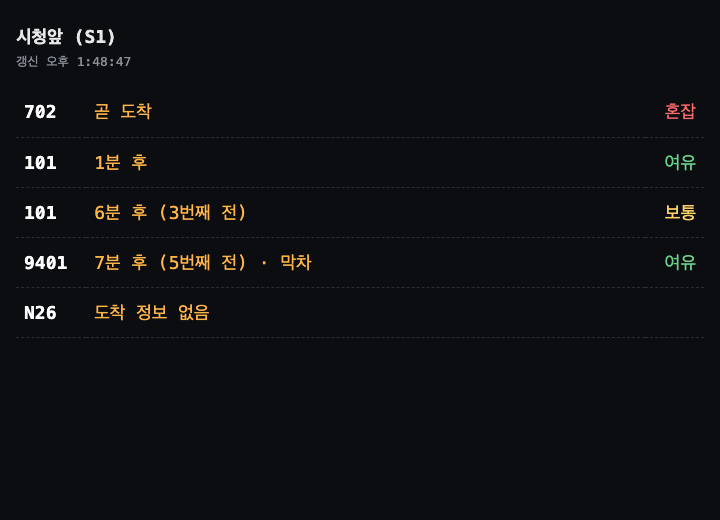 시청앞 (S1)
갱신 오후 1:48:47
702 곧 도착 혼잡
101 1분 후 여유
101 6분 후 (3번째 전) 보통
9401 7분 후 (5번째 전) · 막차 여유
N26 도착 정보 없음